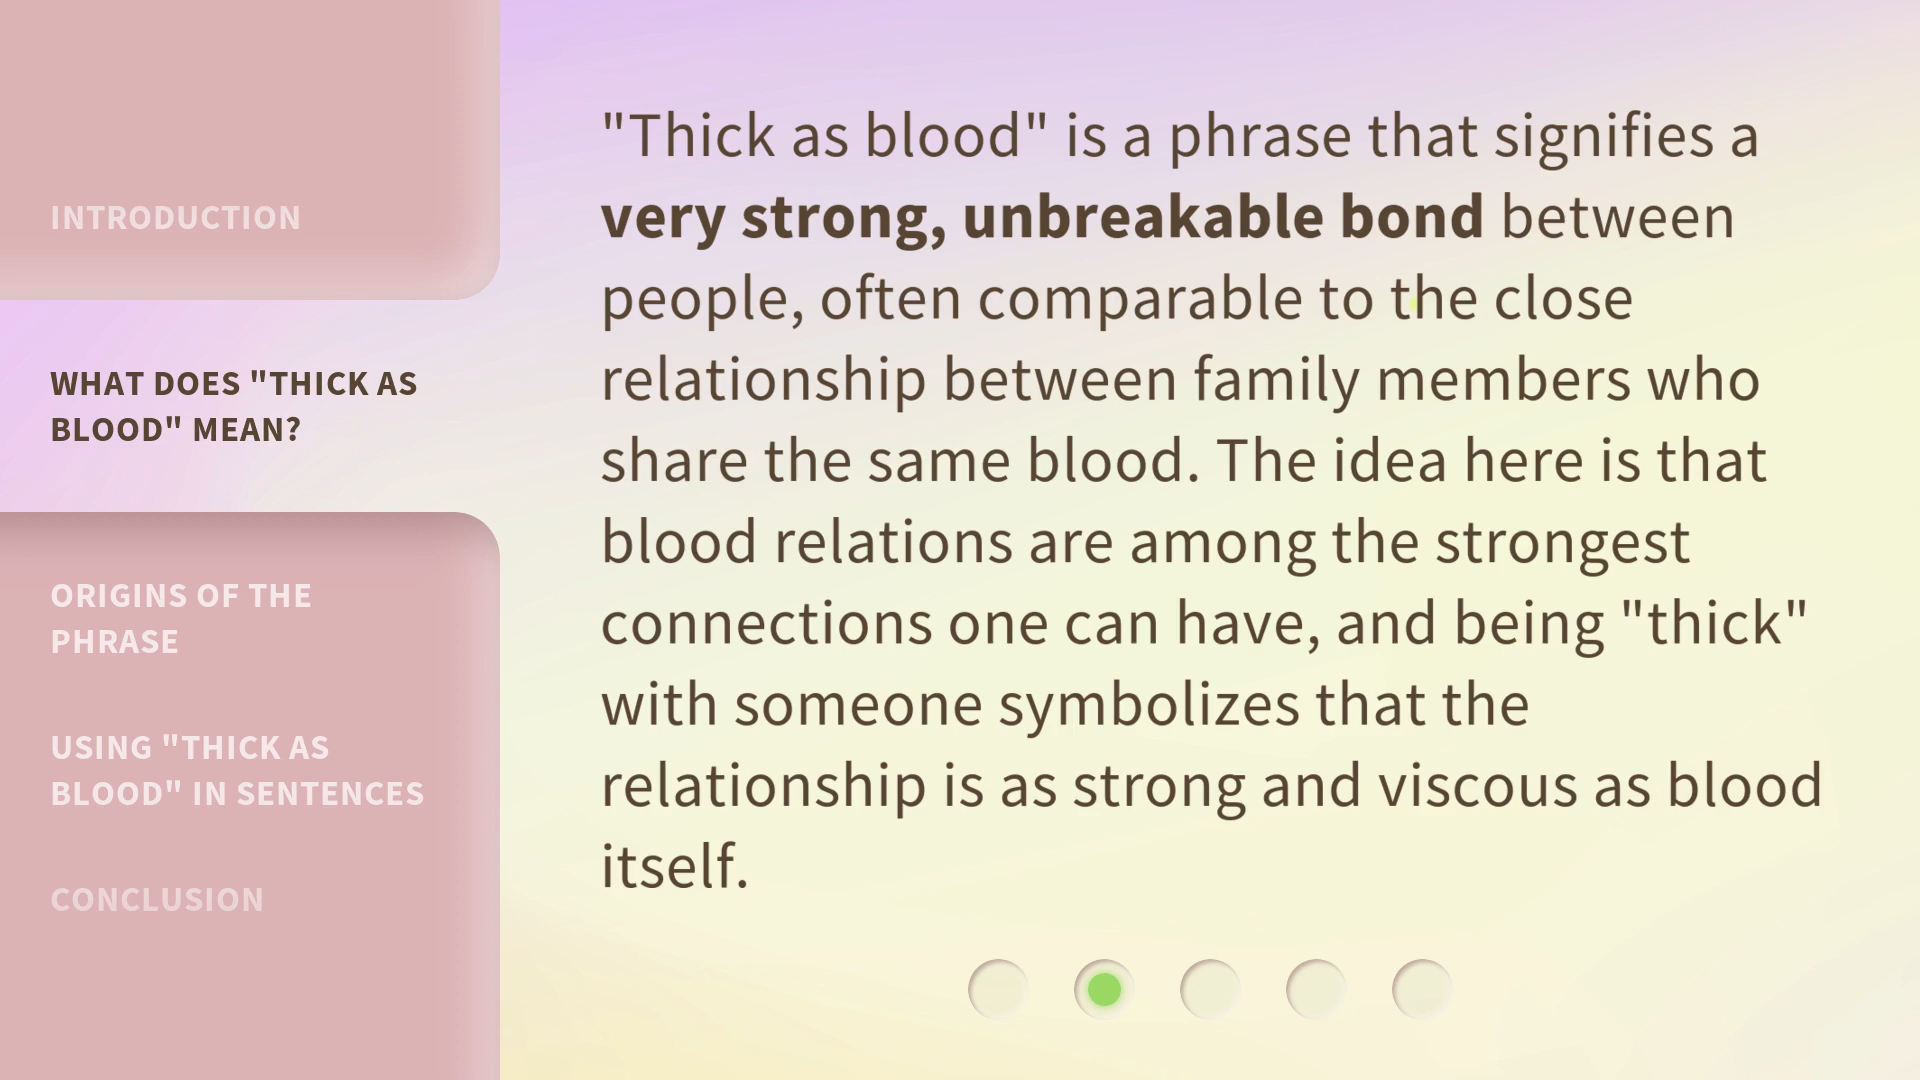 INTRODUCTION
WHAT DOES "THICK AS
BLOOD" MEAN?
ORIGINS OF THE
PHRASE
USING "THICK AS
BLOOD" IN SENTENCES
CONCLUSION
"Thick as blood" is a phrase that signifies a
very strong, unbreakable bond between
people, often comparable to the close
relationship between family members who
share the same blood. The idea here is that
blood relations are among the strongest
connections one can have, and being "thick"
with someone symbolizes that the
relationship is as strong and viscous as blood
itself.